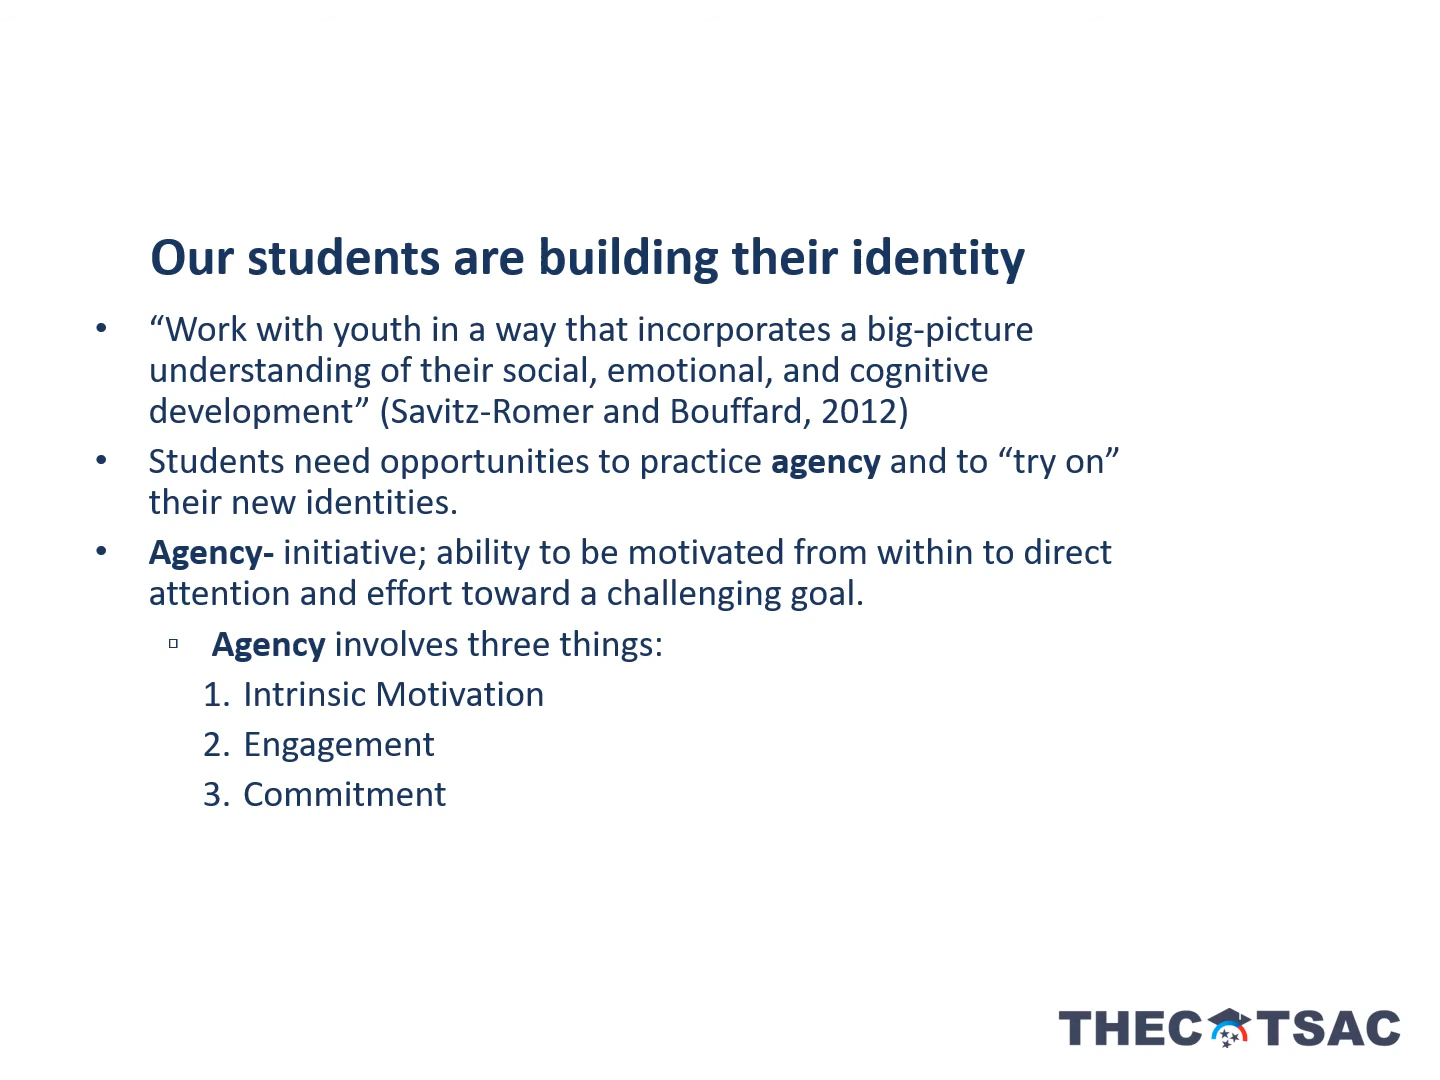 Our students are building their identity
• “Work with youth in a way that incorporates a big-picture
understanding of their social, emotional, and cognitive
development” (Savitz-Romer and Bouffard, 2012)
• Students need opportunities to practice agency and to “try on”
their new identities.
• Agency- initiative; ability to be motivated from within to direct
attention and effort toward a challenging goal.
▫ Agency involves three things:
1. Intrinsic Motivation
2. Engagement
3. Commitment
THEC TSAC